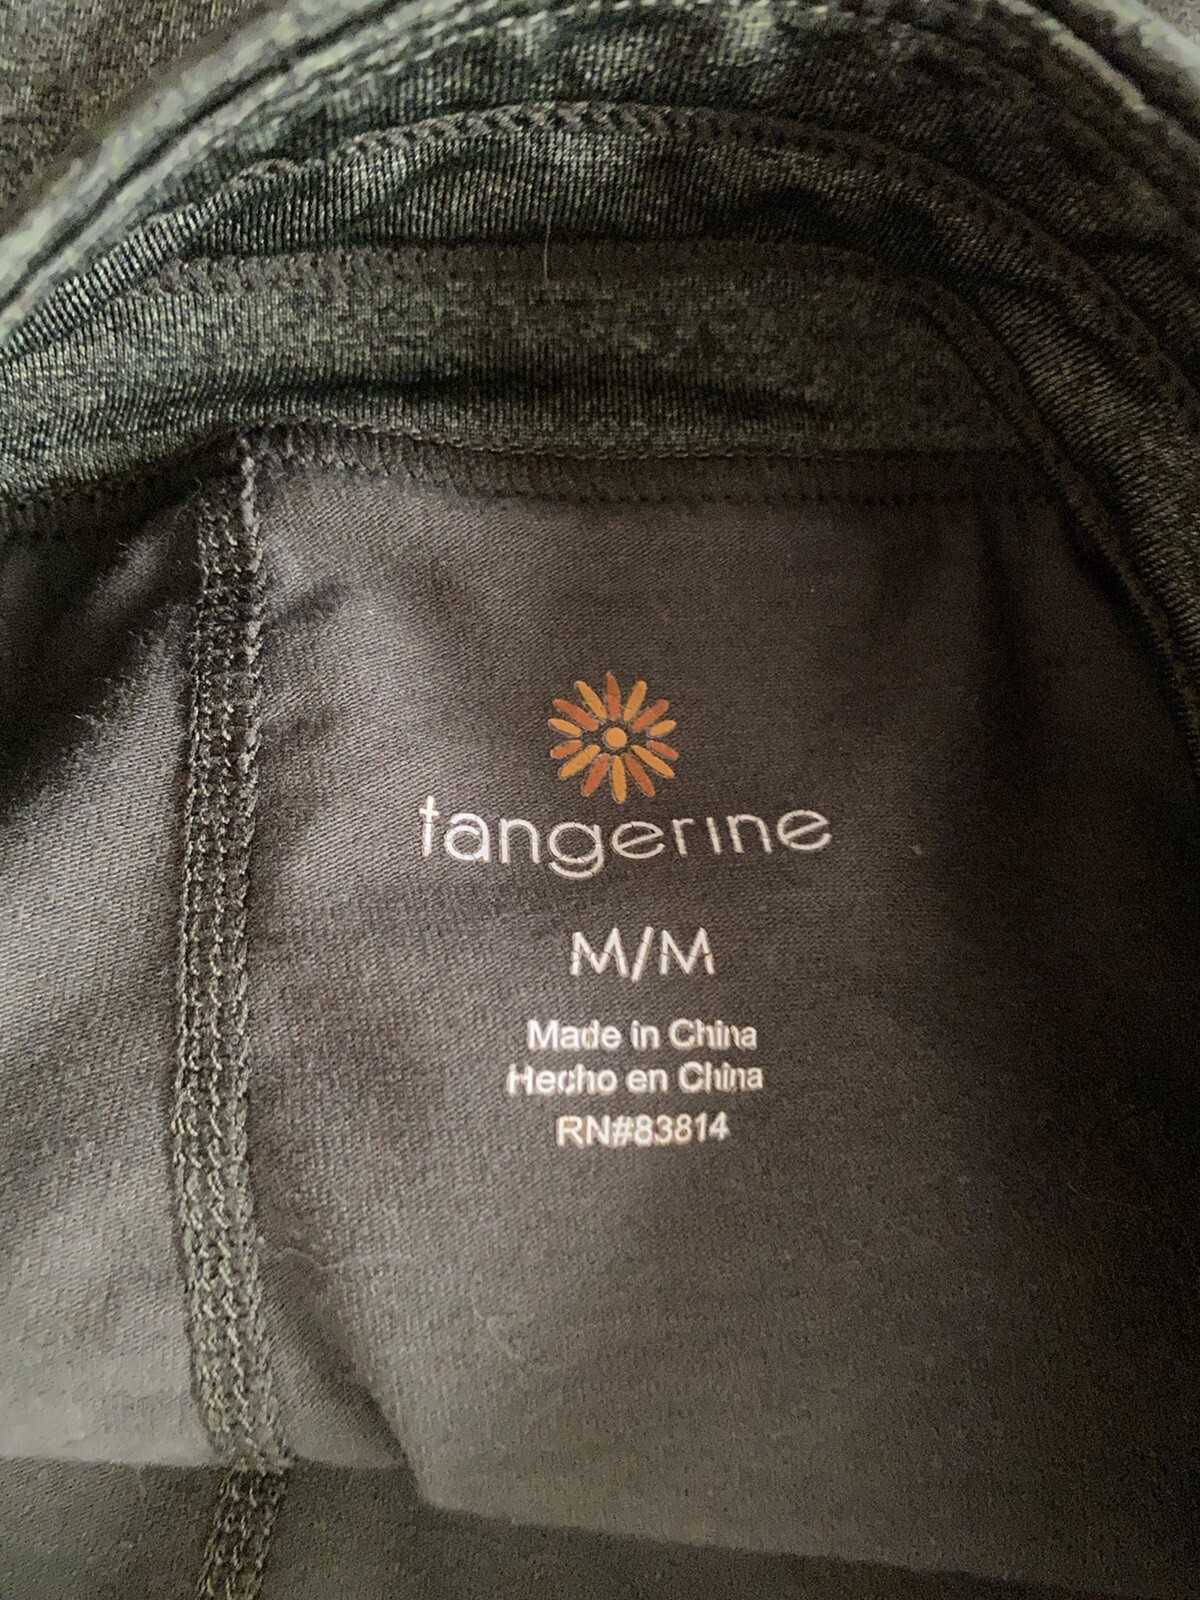 tangerine
M/M
Made in China
Hecho en China
RN#83814